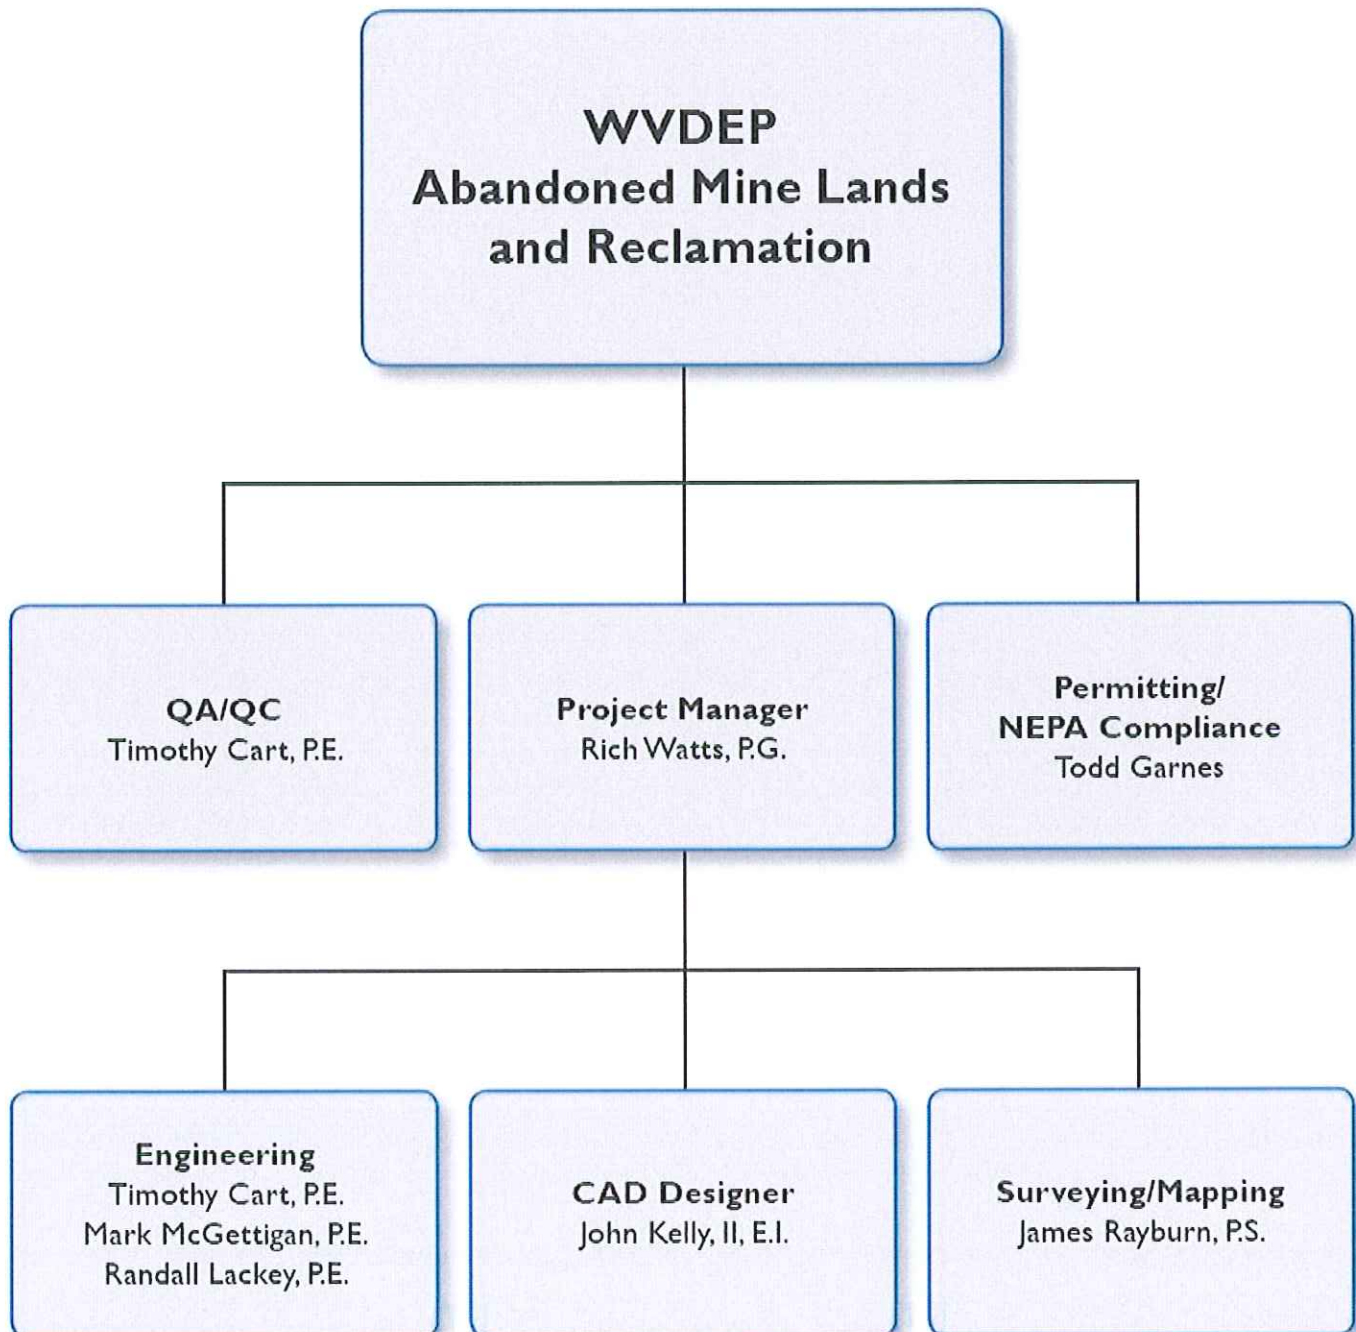 WVDEP
Abandoned Mine Lands
and Reclamation
QA/QC
Timothy Cart, P.E.
Project Manager
Rich Watts, P.G.
Permitting/
NEPA Compliance
Todd Garnes
Engineering
Timothy Cart, P.E.
Mark McGettigan, P.E.
Randall Lackey, P.E.
CAD Designer
John Kelly, II, E.I.
Surveying/Mapping
James Rayburn, P.S.